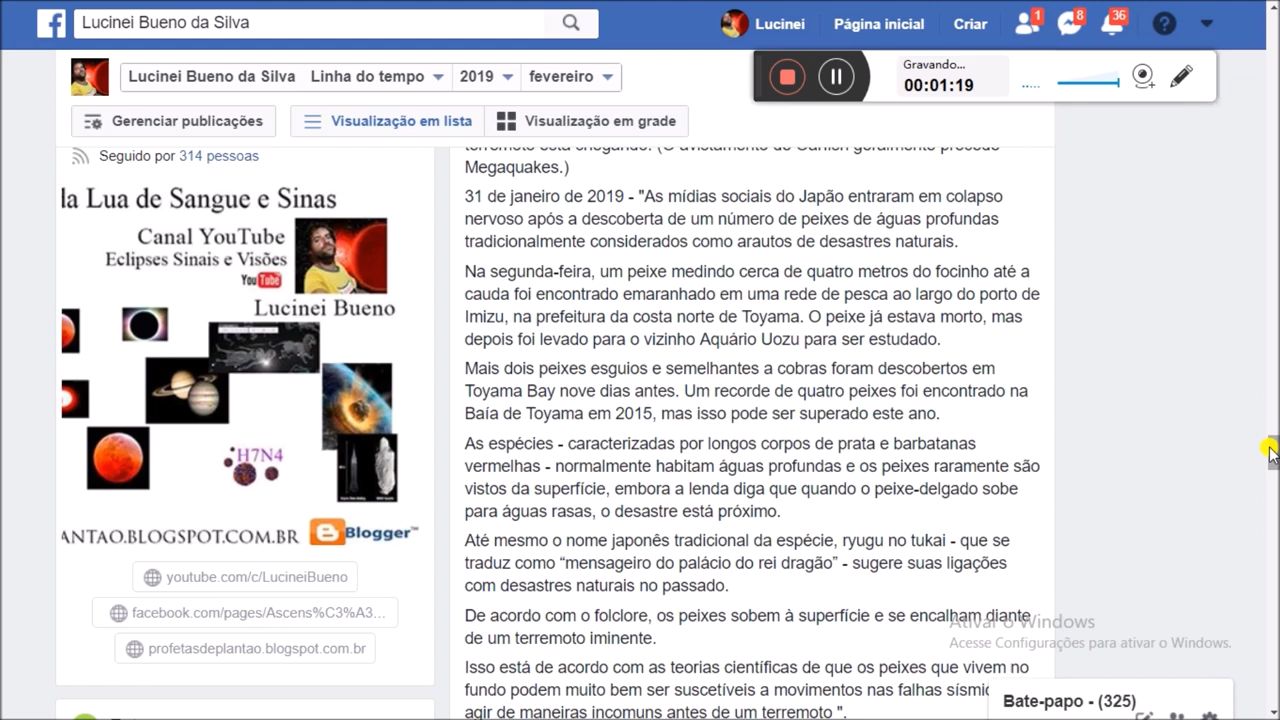 Lucinei Bueno da Silva
Lucinei
Página inicial
Criar
1
8
36
Lucinei Bueno da Silva
Linha do tempo
2019
fevereiro
Gravando...
00:01:19
Gerenciar publicações
Visualização em lista
Visualização em grade
Seguido por 314 pessoas
la Lua de Sangue e Sinas
Canal YouTube
Eclipses Sinais e Visões
YouTube
Lucinei Bueno
H7N4
ANTAO.BLOGSPOT.COM.BR
Blogger
youtube.com/c/LucineiBueno
facebook.com/pages/Ascens%C3%A3...
profetasdeplantao.blogspot.com.br
Megaquakes.)
31 de janeiro de 2019 - "As mídias sociais do Japão entraram em colapso
nervoso após a descoberta de um número de peixes de águas profundas
tradicionalmente considerados como arautos de desastres naturais.
Na segunda-feira, um peixe medindo cerca de quatro metros do focinho até a
cauda foi encontrado emaranhado em uma rede de pesca ao largo do porto de
Imizu, na prefeitura da costa norte de Toyama. O peixe já estava morto, mas
depois foi levado para o vizinho Aquário Uozu para ser estudado.
Mais dois peixes esguios e semelhantes a cobras foram descobertos em
Toyama Bay nove dias antes. Um recorde de quatro peixes foi encontrado na
Baía de Toyama em 2015, mas isso pode ser superado este ano.
As espécies - caracterizadas por longos corpos de prata e barbatanas
vermelhas - normalmente habitam águas profundas e os peixes raramente são
vistos da superfície, embora a lenda diga que quando o peixe-delgado sobe
para águas rasas, o desastre está próximo.
Até mesmo o nome japonês tradicional da espécie, ryugu no tukai - que se
traduz como “mensageiro do palácio do rei dragão” - sugere suas ligações
com desastres naturais no passado.
De acordo com o folclore, os peixes sobem à superfície e se encalham diante
de um terremoto iminente.
Isso está de acordo com as teorias científicas de que os peixes que vivem no
fundo podem muito bem ser suscetíveis a movimentos nas falhas
agir de maneiras incomuns antes de um terremoto ".
Ativar o Windows
Acesse Configurações para ativar o Windows.
Bate-papo - (325)